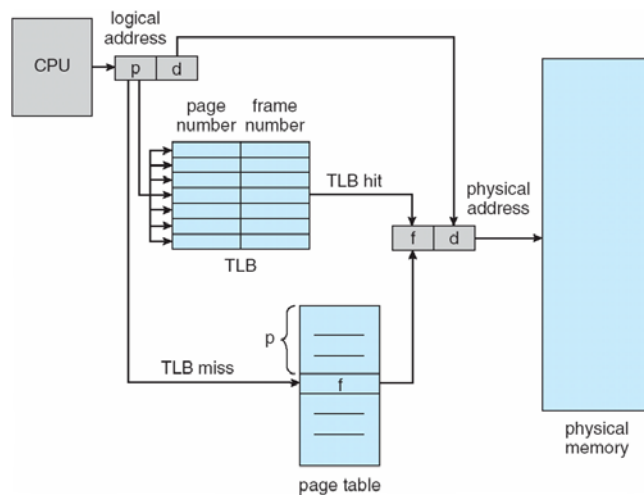 logical
address
CPU
p d
page frame
number number
TLB hit
physical
address
f d
TLB
p
TLB miss
f
physical
memory
page table